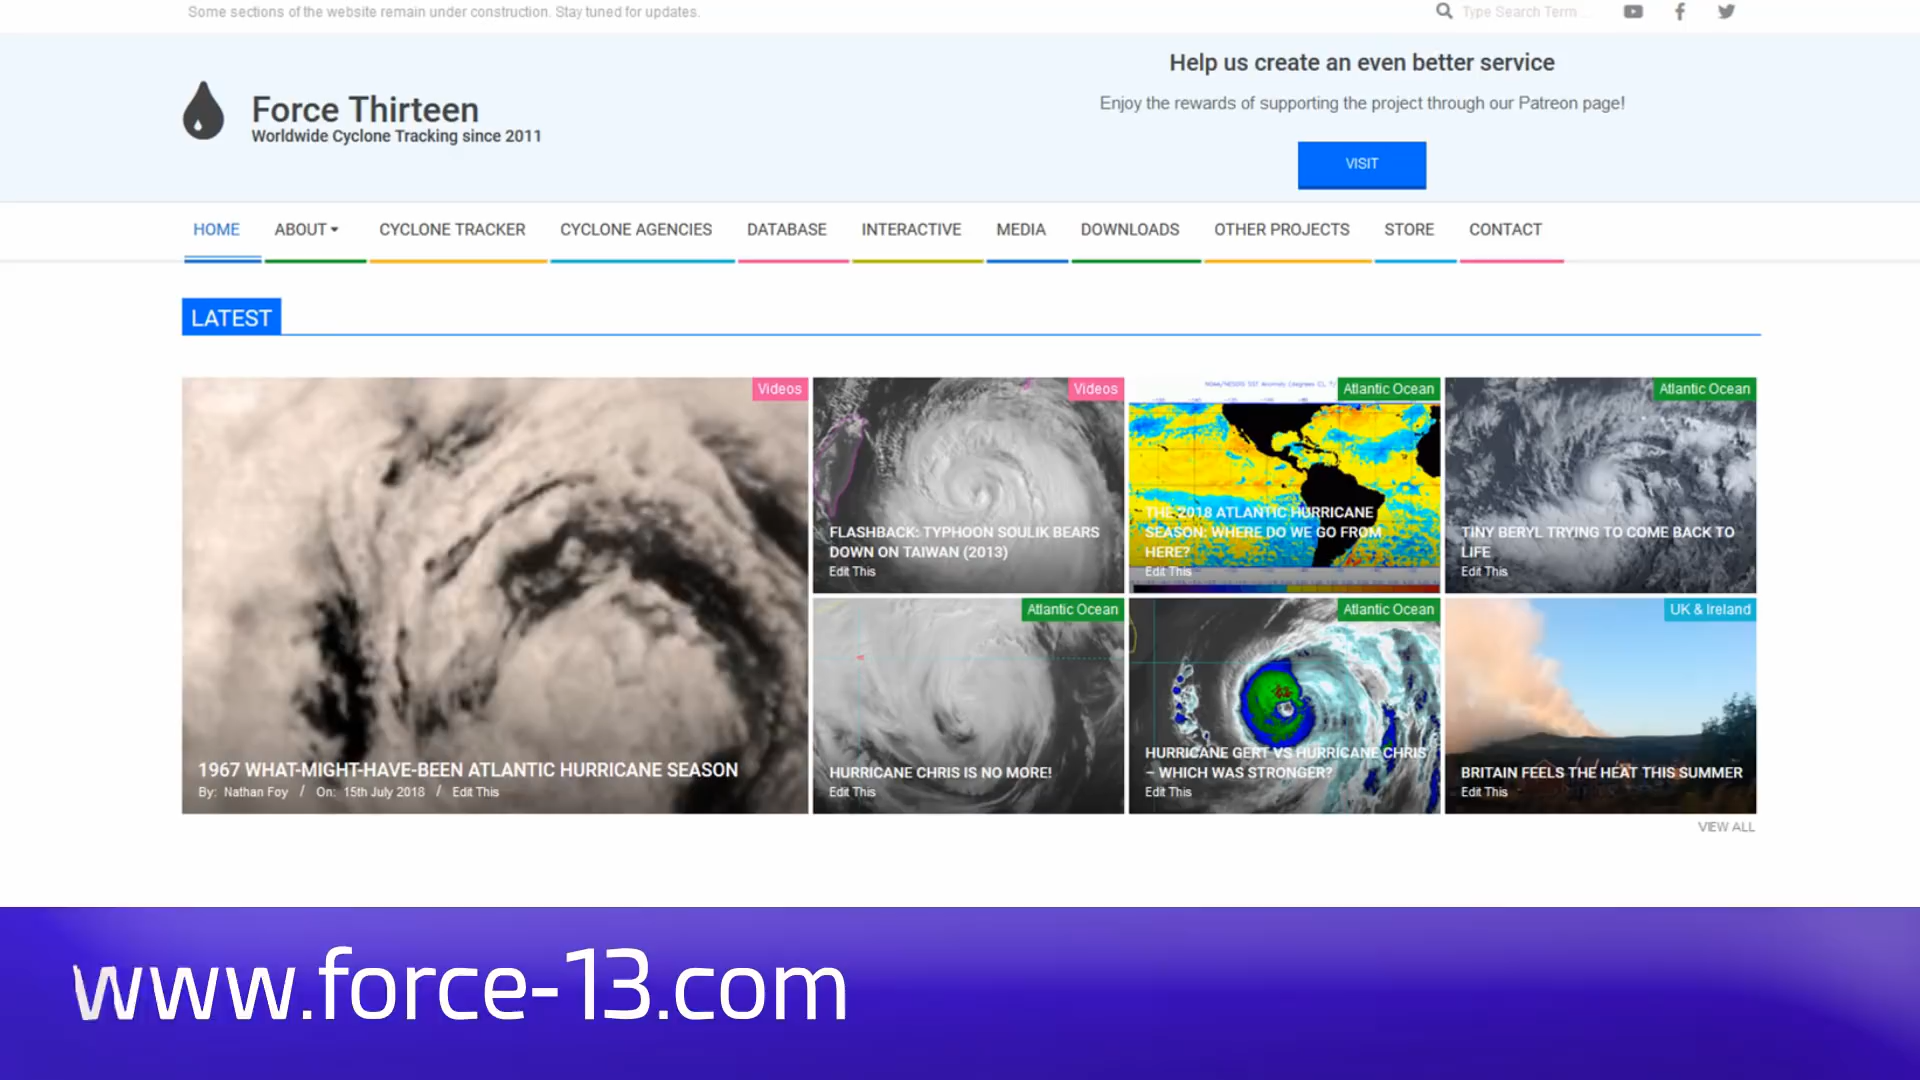 Some sections of the website remain under construction. Stay tuned for updates.
Type Search Term ...
Force Thirteen
Worldwide Cyclone Tracking since 2011
Help us create an even better service
Enjoy the rewards of supporting the project through our Patreon page!
VISIT
HOME
ABOUT
CYCLONE TRACKER
CYCLONE AGENCIES
DATABASE
INTERACTIVE
MEDIA
DOWNLOADS
OTHER PROJECTS
STORE
CONTACT
LATEST
Videos
1967 WHAT-MIGHT-HAVE-BEEN ATLANTIC HURRICANE SEASON
By: Nathan Foy / On: 15th July 2018 / Edit This
Videos
FLASHBACK: TYPHOON SOULIK BEARS
DOWN ON TAIWAN (2013)
Edit This
NOAA/NESDIS SST Anomaly (degrees C),
Atlantic Ocean
THE 2018 ATLANTIC HURRICANE
SEASON: WHERE DO WE GO FROM
HERE?
Edit This
Atlantic Ocean
TINY BERYL TRYING TO COME BACK TO
LIFE
Edit This
Atlantic Ocean
HURRICANE CHRIS IS NO MORE!
Edit This
Atlantic Ocean
HURRICANE GERT VS HURRICANE CHRIS
– WHICH WAS STRONGER?
Edit This
UK & Ireland
BRITAIN FEELS THE HEAT THIS SUMMER
Edit This
VIEW ALL
www.force-13.com